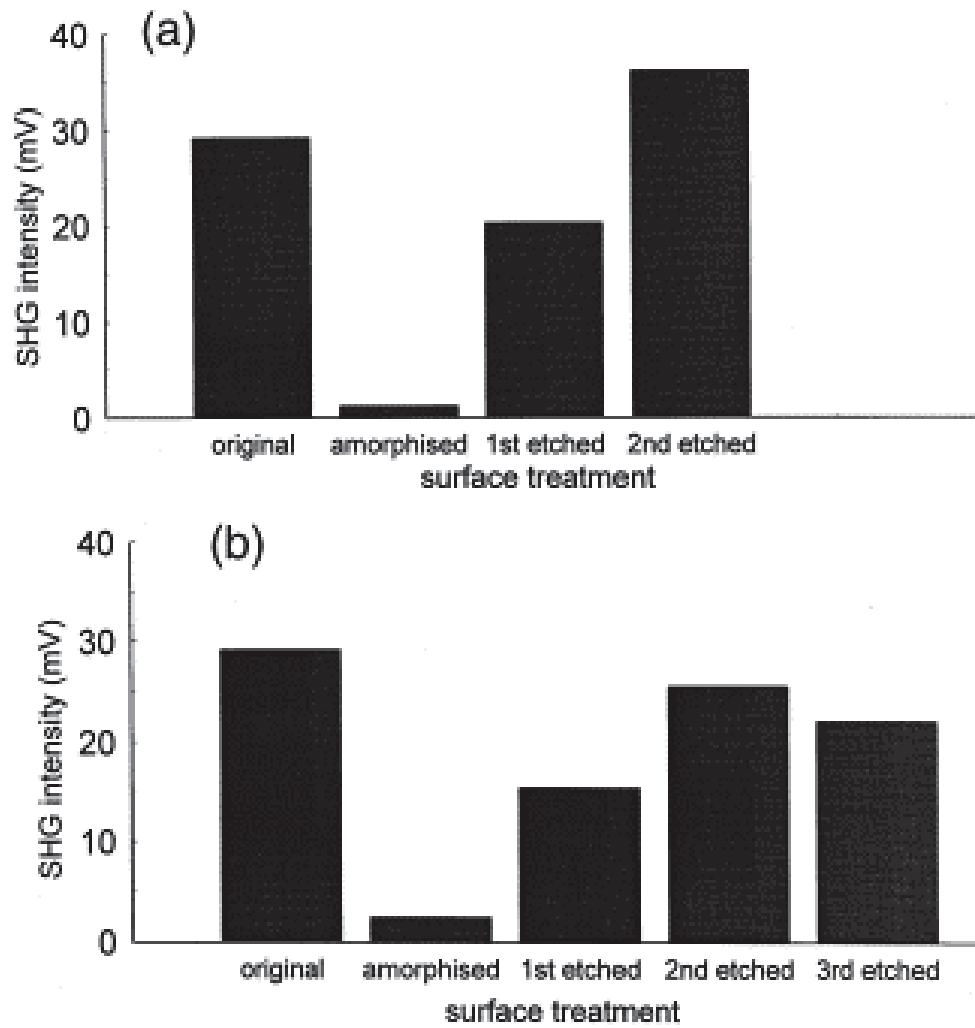 (a)
40
30
20
10
0
SHG intensity (mV)
original amorphised 1st etched 2nd etched
surface treatment
(b)
40
30
20
10
0
SHG intensity (mV)
original amorphised 1st etched 2nd etched 3rd etched
surface treatment